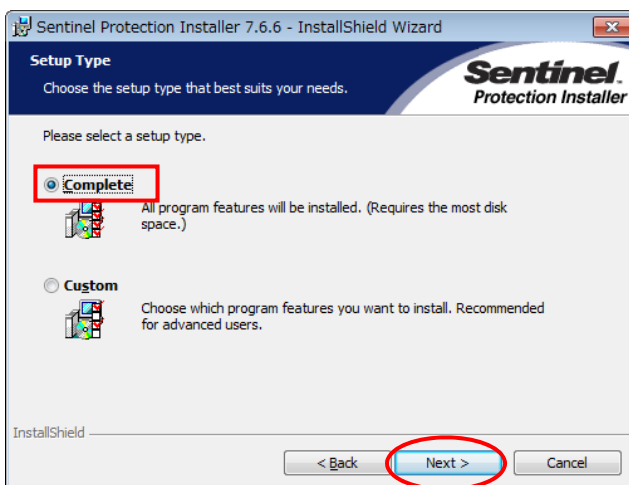 Sentinel Protection Installer 7.6.6 - InstallShield Wizard
Setup Type
Choose the setup type that best suits your needs.
Sentinel.
Protection Installer
Please select a setup type.
Complete
All program features will be installed. (Requires the most disk
space.)
Custom
Choose which program features you want to install. Recommended
for advanced users.
InstallShield
< Back
Next >
Cancel